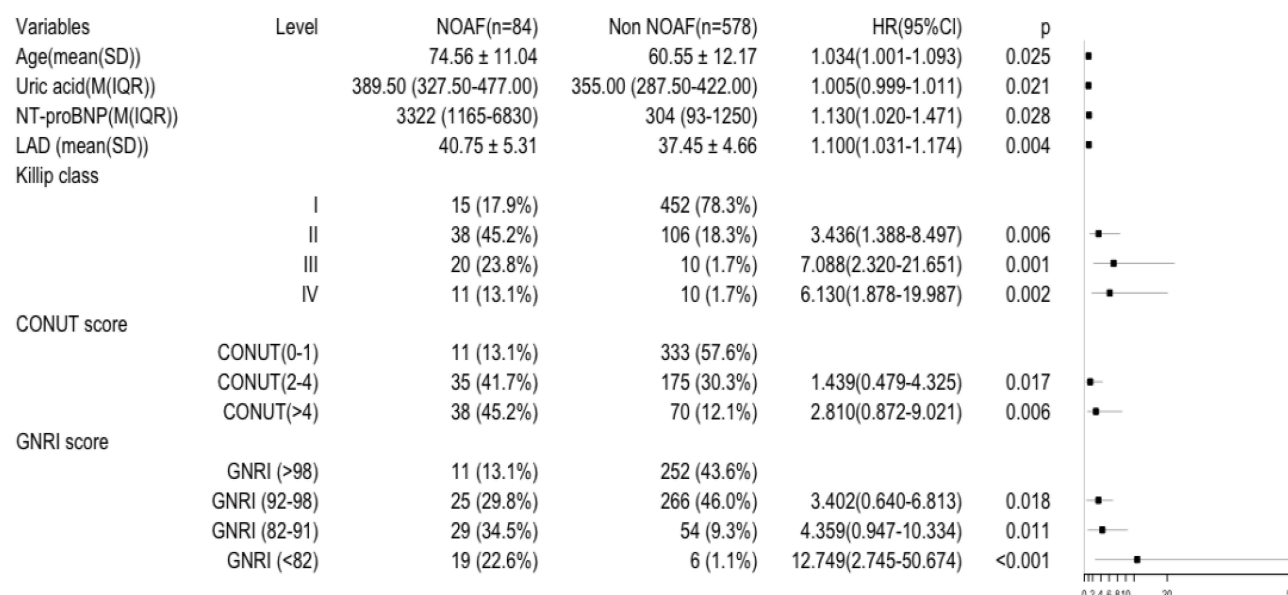 Variables Level NOAF(n=84) Non NOAF(n=578) HR(95%CI) p
Age(mean(SD)) 74.56 ± 11.04 60.55 ± 12.17 1.034(1.001-1.093) 0.025
Uric acid(M(IQR)) 389.50 (327.50-477.00) 355.00 (287.50-422.00) 1.005(0.999-1.011) 0.021
NT-proBNP(M(IQR)) 3322 (1165-6830) 304 (93-1250) 1.130(1.020-1.471) 0.028
LAD (mean(SD)) 40.75 ± 5.31 37.45 ± 4.66 1.100(1.031-1.174) 0.004
Killip class
I 15 (17.9%) 452 (78.3%)
II 38 (45.2%) 106 (18.3%) 3.436(1.388-8.497) 0.006
III 20 (23.8%) 10 (1.7%) 7.088(2.320-21.651) 0.001
IV 11 (13.1%) 10 (1.7%) 6.130(1.878-19.987) 0.002
CONUT score
CONUT(0-1) 11 (13.1%) 333 (57.6%)
CONUT(2-4) 35 (41.7%) 175 (30.3%) 1.439(0.479-4.325) 0.017
CONUT(>4) 38 (45.2%) 70 (12.1%) 2.810(0.872-9.021) 0.006
GNRI score
GNRI (>98) 11 (13.1%) 252 (43.6%)
GNRI (92-98) 25 (29.8%) 266 (46.0%) 3.402(0.640-6.813) 0.018
GNRI (82-91) 29 (34.5%) 54 (9.3%) 4.359(0.947-10.334) 0.011
GNRI (<82) 19 (22.6%) 6 (1.1%) 12.749(2.745-50.674) <0.001
0 2 4 6 8 10 20